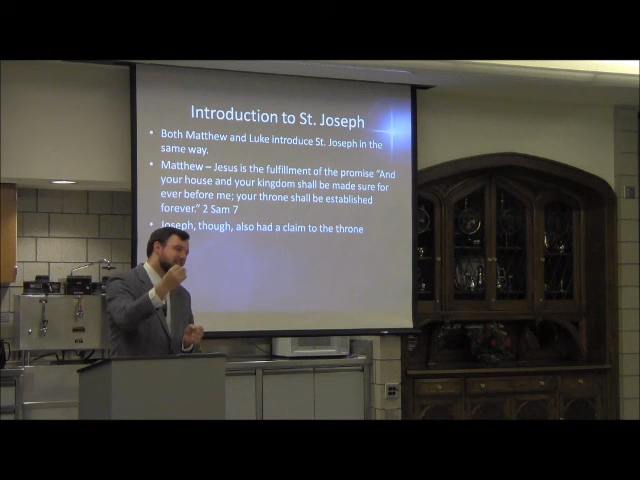 Introduction to St. Joseph
• Both Matthew and Luke introduce St. Joseph in the
same way.
• Matthew – Jesus is the fulfillment of the promise “And
your house and your kingdom shall be made sure for
ever before me; your throne shall be established
forever.” 2 Sam 7
• Joseph, though, also had a claim to the throne